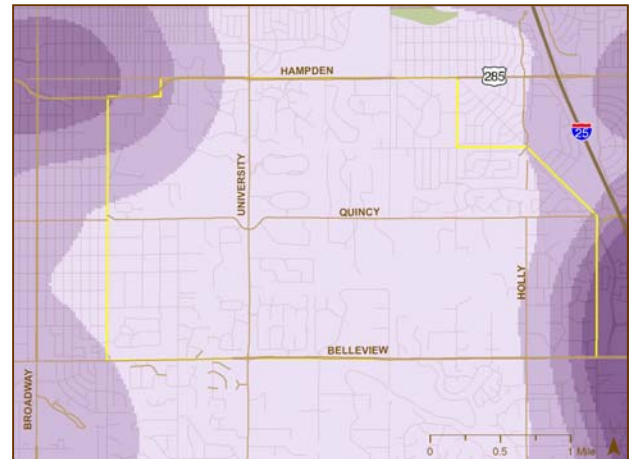 HAMPDEN
285
25
UNIVERSITY
QUINCY
HOLLY
BELLEVIEW
BROADWAY
0 0.5 1 Mile